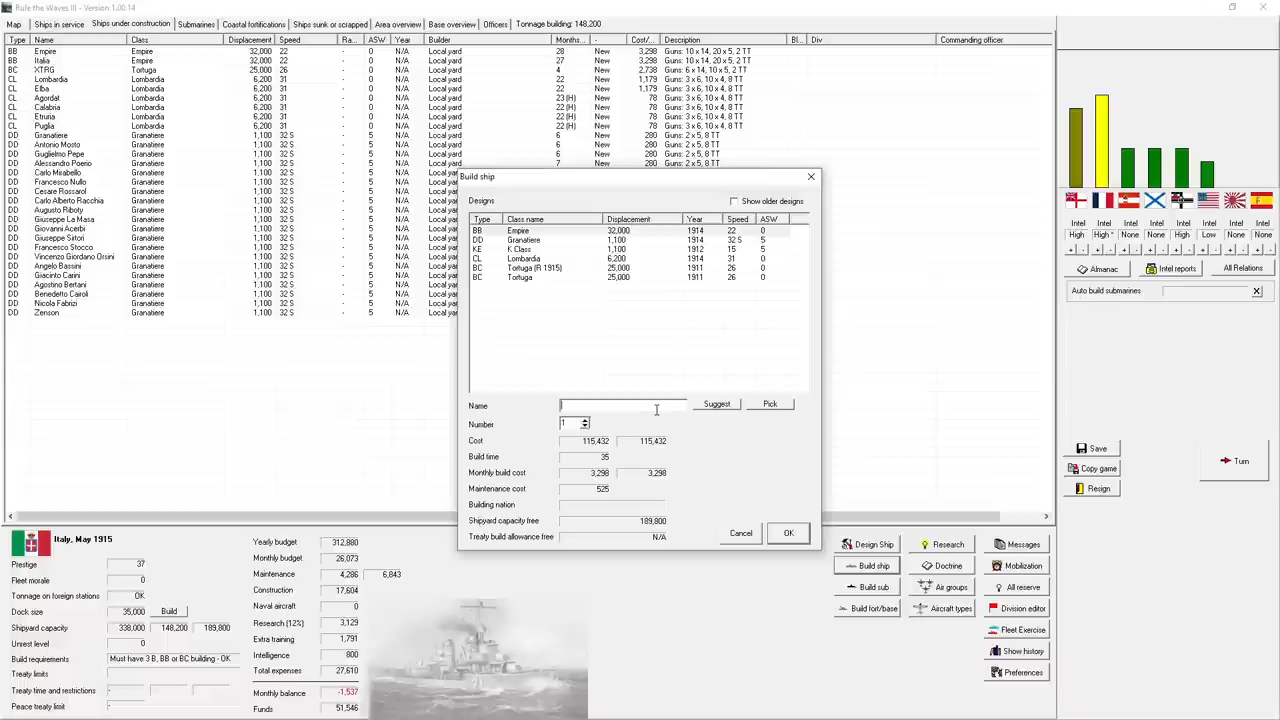 Rule the Waves III - Version 1.00.14
Map Ships in service Ships under construction Submarines Coastal fortifications Ships sunk or scrapped Area overview Base overview Officers Tonnage building: 148,200
Type Name Class Displacement Speed Ra... ASW Year Builder Months... - Cost/... Description Bl... Div Commanding officer
BB Empire Empire 32,000 22 0 N/A Local yard 28 New 3,298 Guns: 10 x 14, 20 x 5, 2 TT
BB Italia Empire 32,000 22 - 0 N/A Local yard 27 New 3,298 Guns: 10 x 14, 20 x 5, 2 TT
BC XTRG Tortuga 25,000 26 - 0 N/A Local yard 4 New 2,738 Guns: 6 x 14, 10 x 5, 2 TT
CL Lombardia Lombardia 6,200 31 - 0 N/A Local yard 22 New 1,179 Guns: 3 x 6, 10 x 4, 8 TT
CL Elba Lombardia 6,200 31 - 0 N/A Local yard 22 New 1,179 Guns: 3 x 6, 10 x 4, 8 TT
CL Agordat Lombardia 6,200 31 - 0 N/A Local yard 23 (H) New 78 Guns: 3 x 6, 10 x 4, 8 TT
CL Calabria Lombardia 6,200 31 - 0 N/A Local yard 22 (H) New 78 Guns: 3 x 6, 10 x 4, 8 TT
CL Etruria Lombardia 6,200 31 - 0 N/A Local yard 22 (H) New 78 Guns: 3 x 6, 10 x 4, 8 TT
CL Puglia Lombardia 6,200 31 - 0 N/A Local yard 22 (H) New 78 Guns: 3 x 6, 10 x 4, 8 TT
DD Granatiere Granatiere 1,100 32 S - 5 N/A Local yard 6 New 280 Guns: 2 x 5, 8 TT
DD Antonio Mosto Granatiere 1,100 32 S - 5 N/A Local yard 6 New 280 Guns: 2 x 5, 8 TT
DD Guglielmo Pepe Granatiere 1,100 32 S - 5 N/A Local yard 6 New 280 Guns: 2 x 5, 8 TT
DD Alessandro Poerio Granatiere 1,100 32 S - 5 N/A Local yard 7 New 280 Guns: 2 x 5, 8 TT
DD Carlo Mirabello Granatiere 1,100 32 S - 5 N/A Local yar
DD Francesco Nullo Granatiere 1,100 32 S - 5 N/A Local yar
DD Cesare Rossarol Granatiere 1,100 32 S - 5 N/A Local yar
DD Carlo Alberto Racchia Granatiere 1,100 32 S - 5 N/A Local yar
DD Augusto Riboty Granatiere 1,100 32 S - 5 N/A Local yar
DD Giuseppe La Masa Granatiere 1,100 32 S - 5 N/A Local yar
DD Giovanni Acerbi Granatiere 1,100 32 S - 5 N/A Local yar
DD Giuseppe Sirtori Granatiere 1,100 32 S - 5 N/A Local yar
DD Francesco Stocco Granatiere 1,100 32 S - 5 N/A Local yar
DD Vincenzo Giordano Orsini Granatiere 1,100 32 S - 5 N/A Local yar
DD Angelo Bassini Granatiere 1,100 32 S - 5 N/A Local yar
DD Giacinto Carini Granatiere 1,100 32 S - 5 N/A Local yar
DD Agostino Bertani Granatiere 1,100 32 S - 5 N/A Local yar
DD Benedetto Cairoli Granatiere 1,100 32 S - 5 N/A Local yar
DD Nicola Fabrizi Granatiere 1,100 32 S - 5 N/A Local yar
DD Zenson Granatiere 1,100 32 S - 5 N/A Local yar
Build ship
Designs Show older designs
Type Class name Displacement Year Speed ASW
BB Empire 32,000 1914 22 0
DD Granatiere 1,100 1914 32 S 5
KE K Class 1,100 1912 15 5
CL Lombardia 6,200 1914 31 0
BC Tortuga (R 1915) 25,000 1911 26 0
BC Tortuga 25,000 1911 26 0
Name Suggest Pick
Number 1
Cost 115,432 115,432
Build time 35
Monthly build cost 3,298 3,298
Maintenance cost 525
Building nation
Shipyard capacity free 189,800
Treaty build allowance free N/A
Cancel OK
Intel Intel Intel Intel Intel Intel Intel Intel
High High * None None High Low None None
+ - + - + - + - + - + - + - + -
Almanac Intel reports All Relations
Auto build submarines
Save
Copy game
Resign
Turn
Italy, May 1915
Prestige 37
Fleet morale 0
Tonnage on foreign stations OK
Dock size 35,000 Build
Shipyard capacity 338,000 148,200 189,800
Unrest level 0
Build requirements Must have 3 B, BB or BC building - OK
Treaty limits
Treaty time and restrictions -
Peace treaty limit -
Yearly budget 312,880
Monthly budget 26,073
Maintenance 4,286 6,843
Construction 17,604
Naval aircraft 0
Research (12%) 3,129
Extra training 1,791
Intelligence 800
Total expenses 27,610
Monthly balance -1,537
Funds 51,546
Design Ship Research Messages
Build ship Doctrine Mobilization
Build sub Air groups All reserve
Build fort/base Aircraft types Division editor
Fleet Exercise
Show history
Preferences